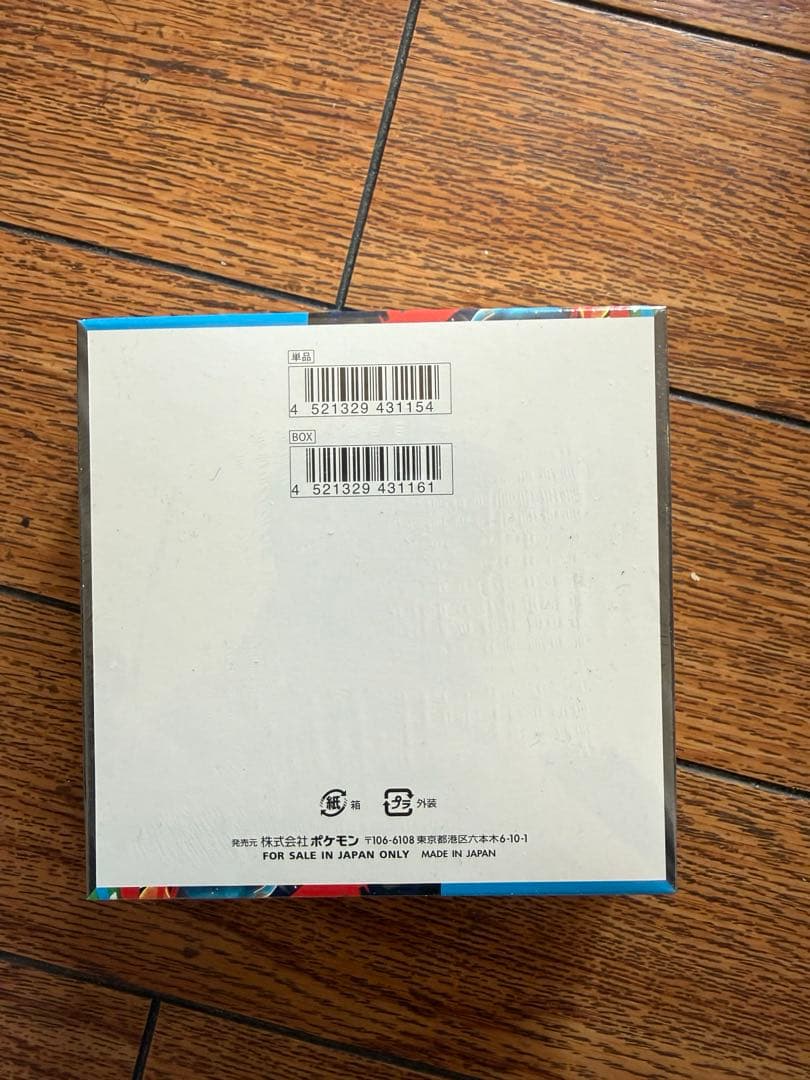 単品
4 521329 431154
BOX
4 521329 431161
紙 箱 プラ 外装
発売元 株式会社 ポケモン 〒106-6108 東京都港区六本木6-10-1
FOR SALE IN JAPAN ONLY MADE IN JAPAN